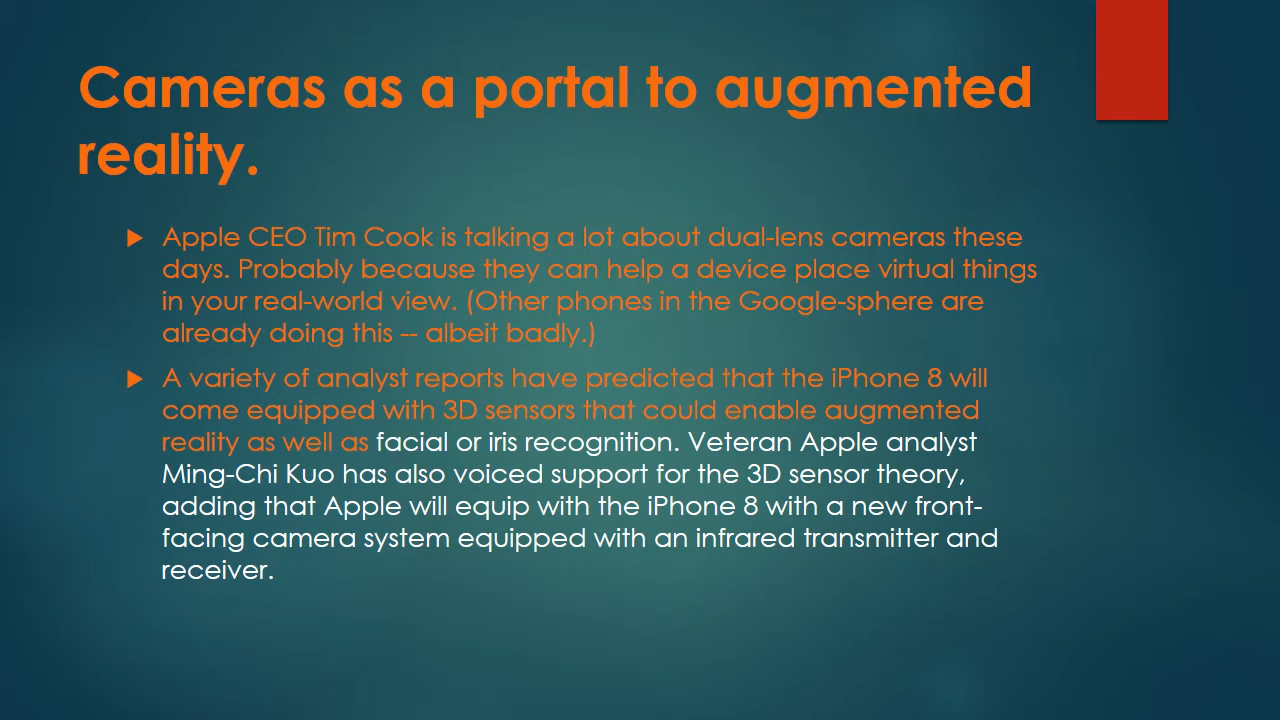 Cameras as a portal to augmented
reality.
Apple CEO Tim Cook is talking a lot about dual-lens cameras these
days. Probably because they can help a device place virtual things
in your real-world view. (Other phones in the Google-sphere are
already doing this -- albeit badly.)
A variety of analyst reports have predicted that the iPhone 8 will
come equipped with 3D sensors that could enable augmented
reality as well as facial or iris recognition. Veteran Apple analyst
Ming-Chi Kuo has also voiced support for the 3D sensor theory,
adding that Apple will equip with the iPhone 8 with a new front-
facing camera system equipped with an infrared transmitter and
receiver.